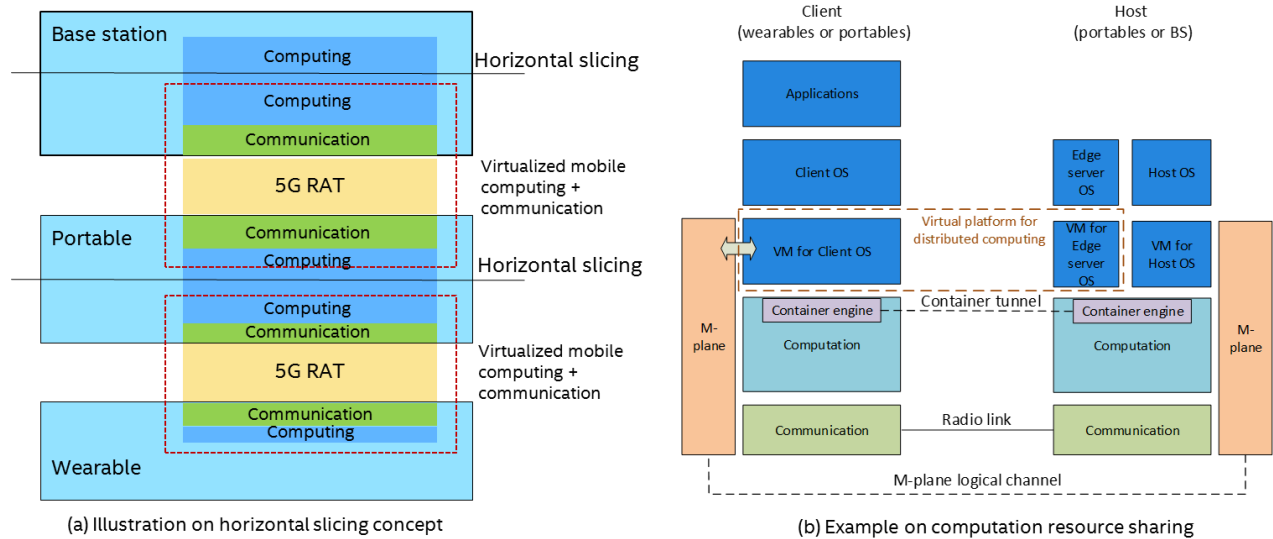 Base station
Computing
Horizontal slicing
Computing
Communication
5G RAT
Virtualized mobile
computing +
communication
Communication
Portable
Computing
Horizontal slicing
Computing
Communication
5G RAT
Virtualized mobile
computing +
communication
Communication
Computing
Wearable
(a) Illustration on horizontal slicing concept
Client
(wearables or portables)
Host
(portables or BS)
Applications
Client OS
Edge
server
OS
Host OS
Virtual platform for
distributed computing
M-
plane
VM for Client OS
VM for
Edge
server
OS
VM for
Host OS
Container tunnel
Container engine
Container engine
Computation
Computation
M-
plane
Radio link
Communication
Communication
M-plane logical channel
(b) Example on computation resource sharing